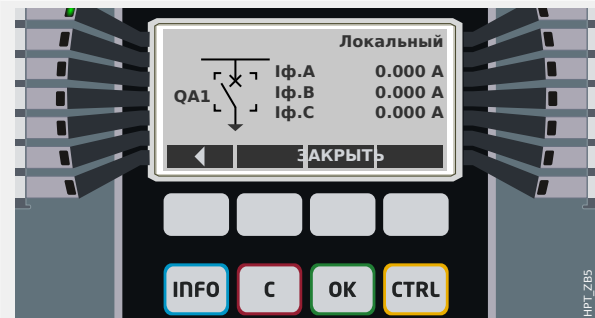 Локальный
Iф.A 0.000 A
QA1
Iф.B 0.000 A
Iф.C 0.000 A
ЗАКРЫТЬ
INFO C OK CTRL
HPT_ZB5